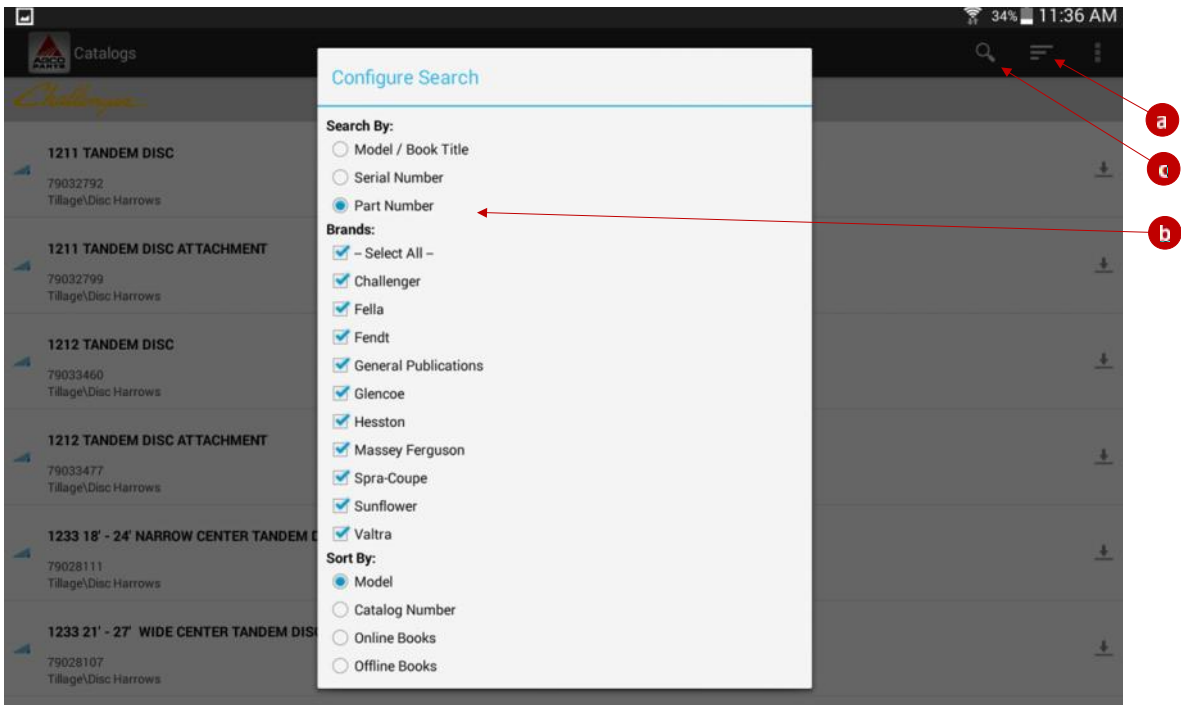 34% 11:36 AM
AGCO PARTS Catalogs
Challenger
1211 TANDEM DISC
79032792
Tillage\Disc Harrows
1211 TANDEM DISC ATTACHMENT
79032799
Tillage\Disc Harrows
1212 TANDEM DISC
79033460
Tillage\Disc Harrows
1212 TANDEM DISC ATTACHMENT
79033477
Tillage\Disc Harrows
1233 18' - 24' NARROW CENTER TANDEM D
79028111
Tillage\Disc Harrows
1233 21' - 27' WIDE CENTER TANDEM DIS
79028107
Tillage\Disc Harrows
Configure Search
Search By:
Model / Book Title
Serial Number
Part Number
Brands:
– Select All –
Challenger
Fella
Fendt
General Publications
Glencoe
Hesston
Massey Ferguson
Spra-Coupe
Sunflower
Valtra
Sort By:
Model
Catalog Number
Online Books
Offline Books
a
c
b